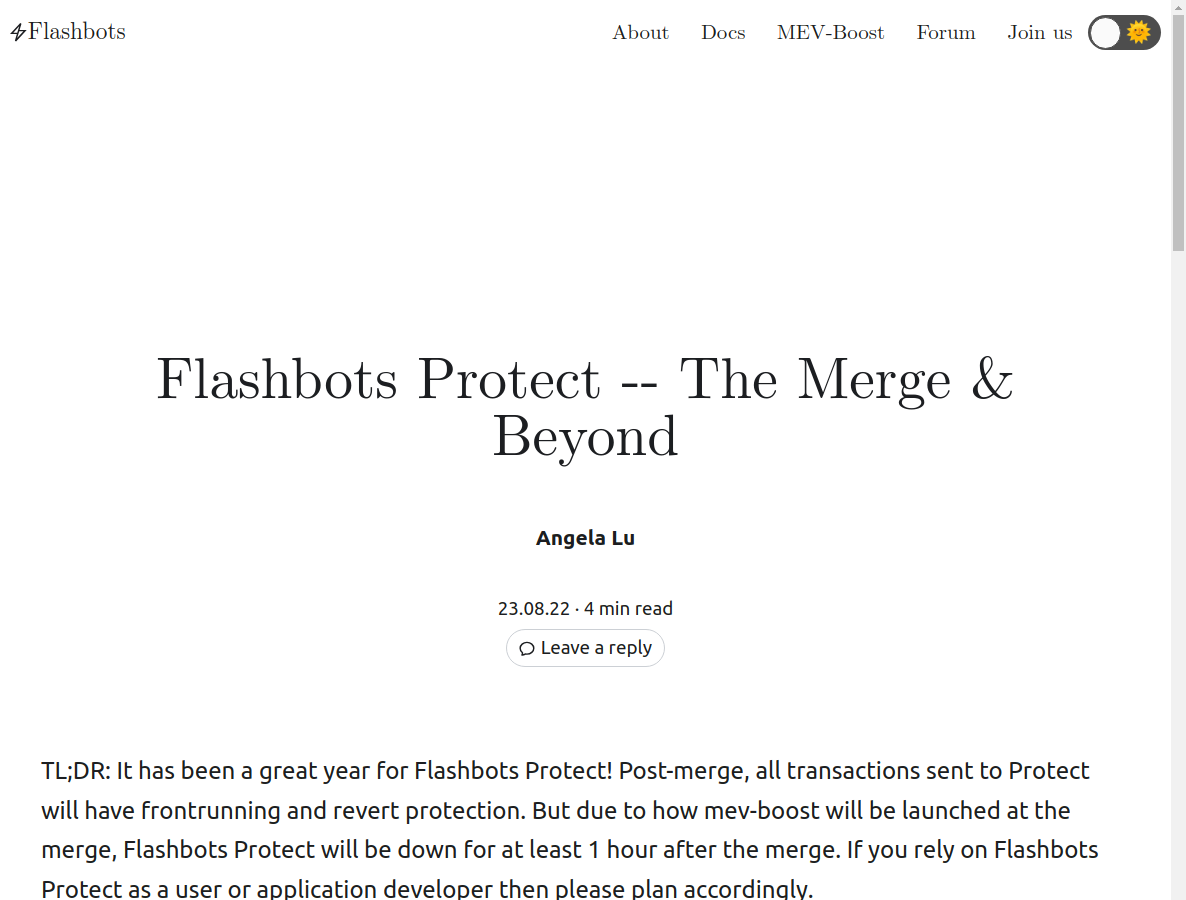 Flashbots
About Docs MEV-Boost Forum Join us
Flashbots Protect -- The Merge &
Beyond
Angela Lu
23.08.22 · 4 min read
Leave a reply
TL;DR: It has been a great year for Flashbots Protect! Post-merge, all transactions sent to Protect
will have frontrunning and revert protection. But due to how mev-boost will be launched at the
merge, Flashbots Protect will be down for at least 1 hour after the merge. If you rely on Flashbots
Protect as a user or application developer then please plan accordingly.